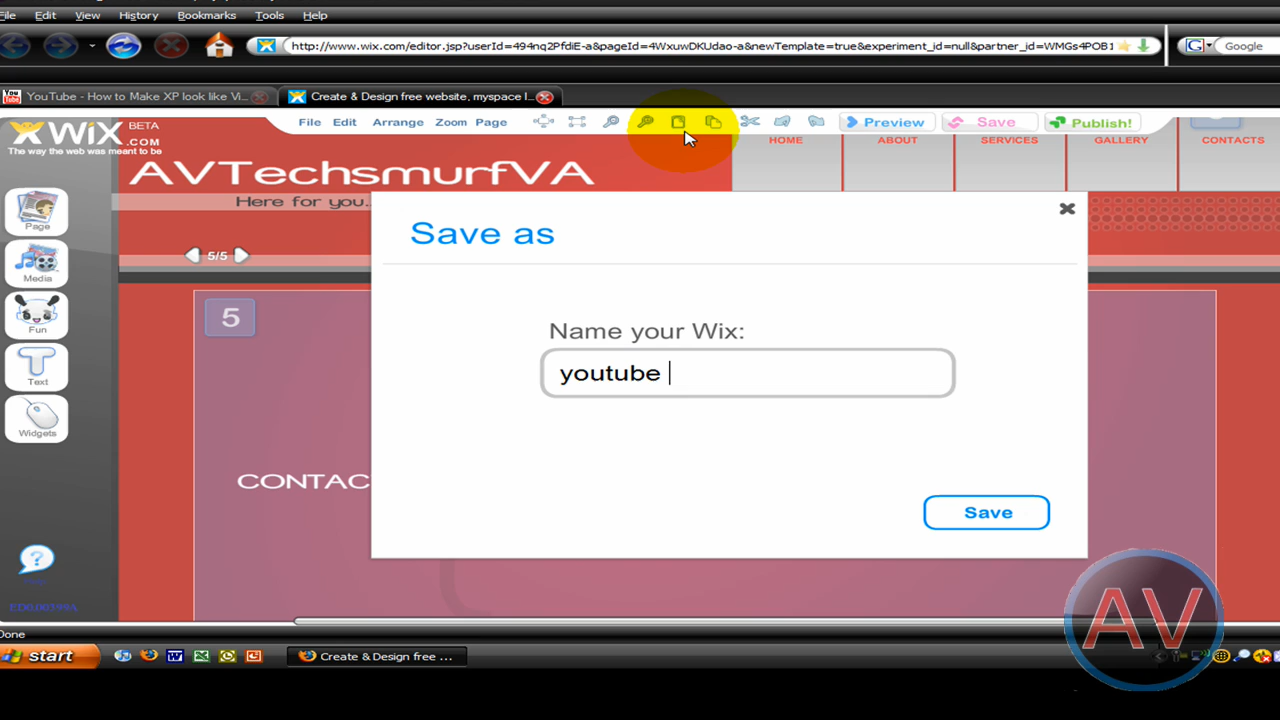 File Edit View History Bookmarks Tools Help
http://www.wix.com/editor.jsp?userId=494nq2PfdiE-a&pageId=4WxuwDKUdao-a&newTemplate=true&experiment_id=null&partner_id=WMGs4POB1
Google
YouTube - How to Make XP look like Vi...
Create & Design free website, myspace l...
WiX BETA
.COM
The way the web was meant to be
File Edit Arrange Zoom Page
Preview Save Publish!
AVTechsmurfVA
HOME ABOUT SERVICES GALLERY CONTACTS
Here for you..
Page
Media
Fun
Text
Widgets
5/5
5
Save as
Name your Wix:
youtube
Save
CONTAC
?
ED0.00399A
Done
start
Create & Design free ...
AV